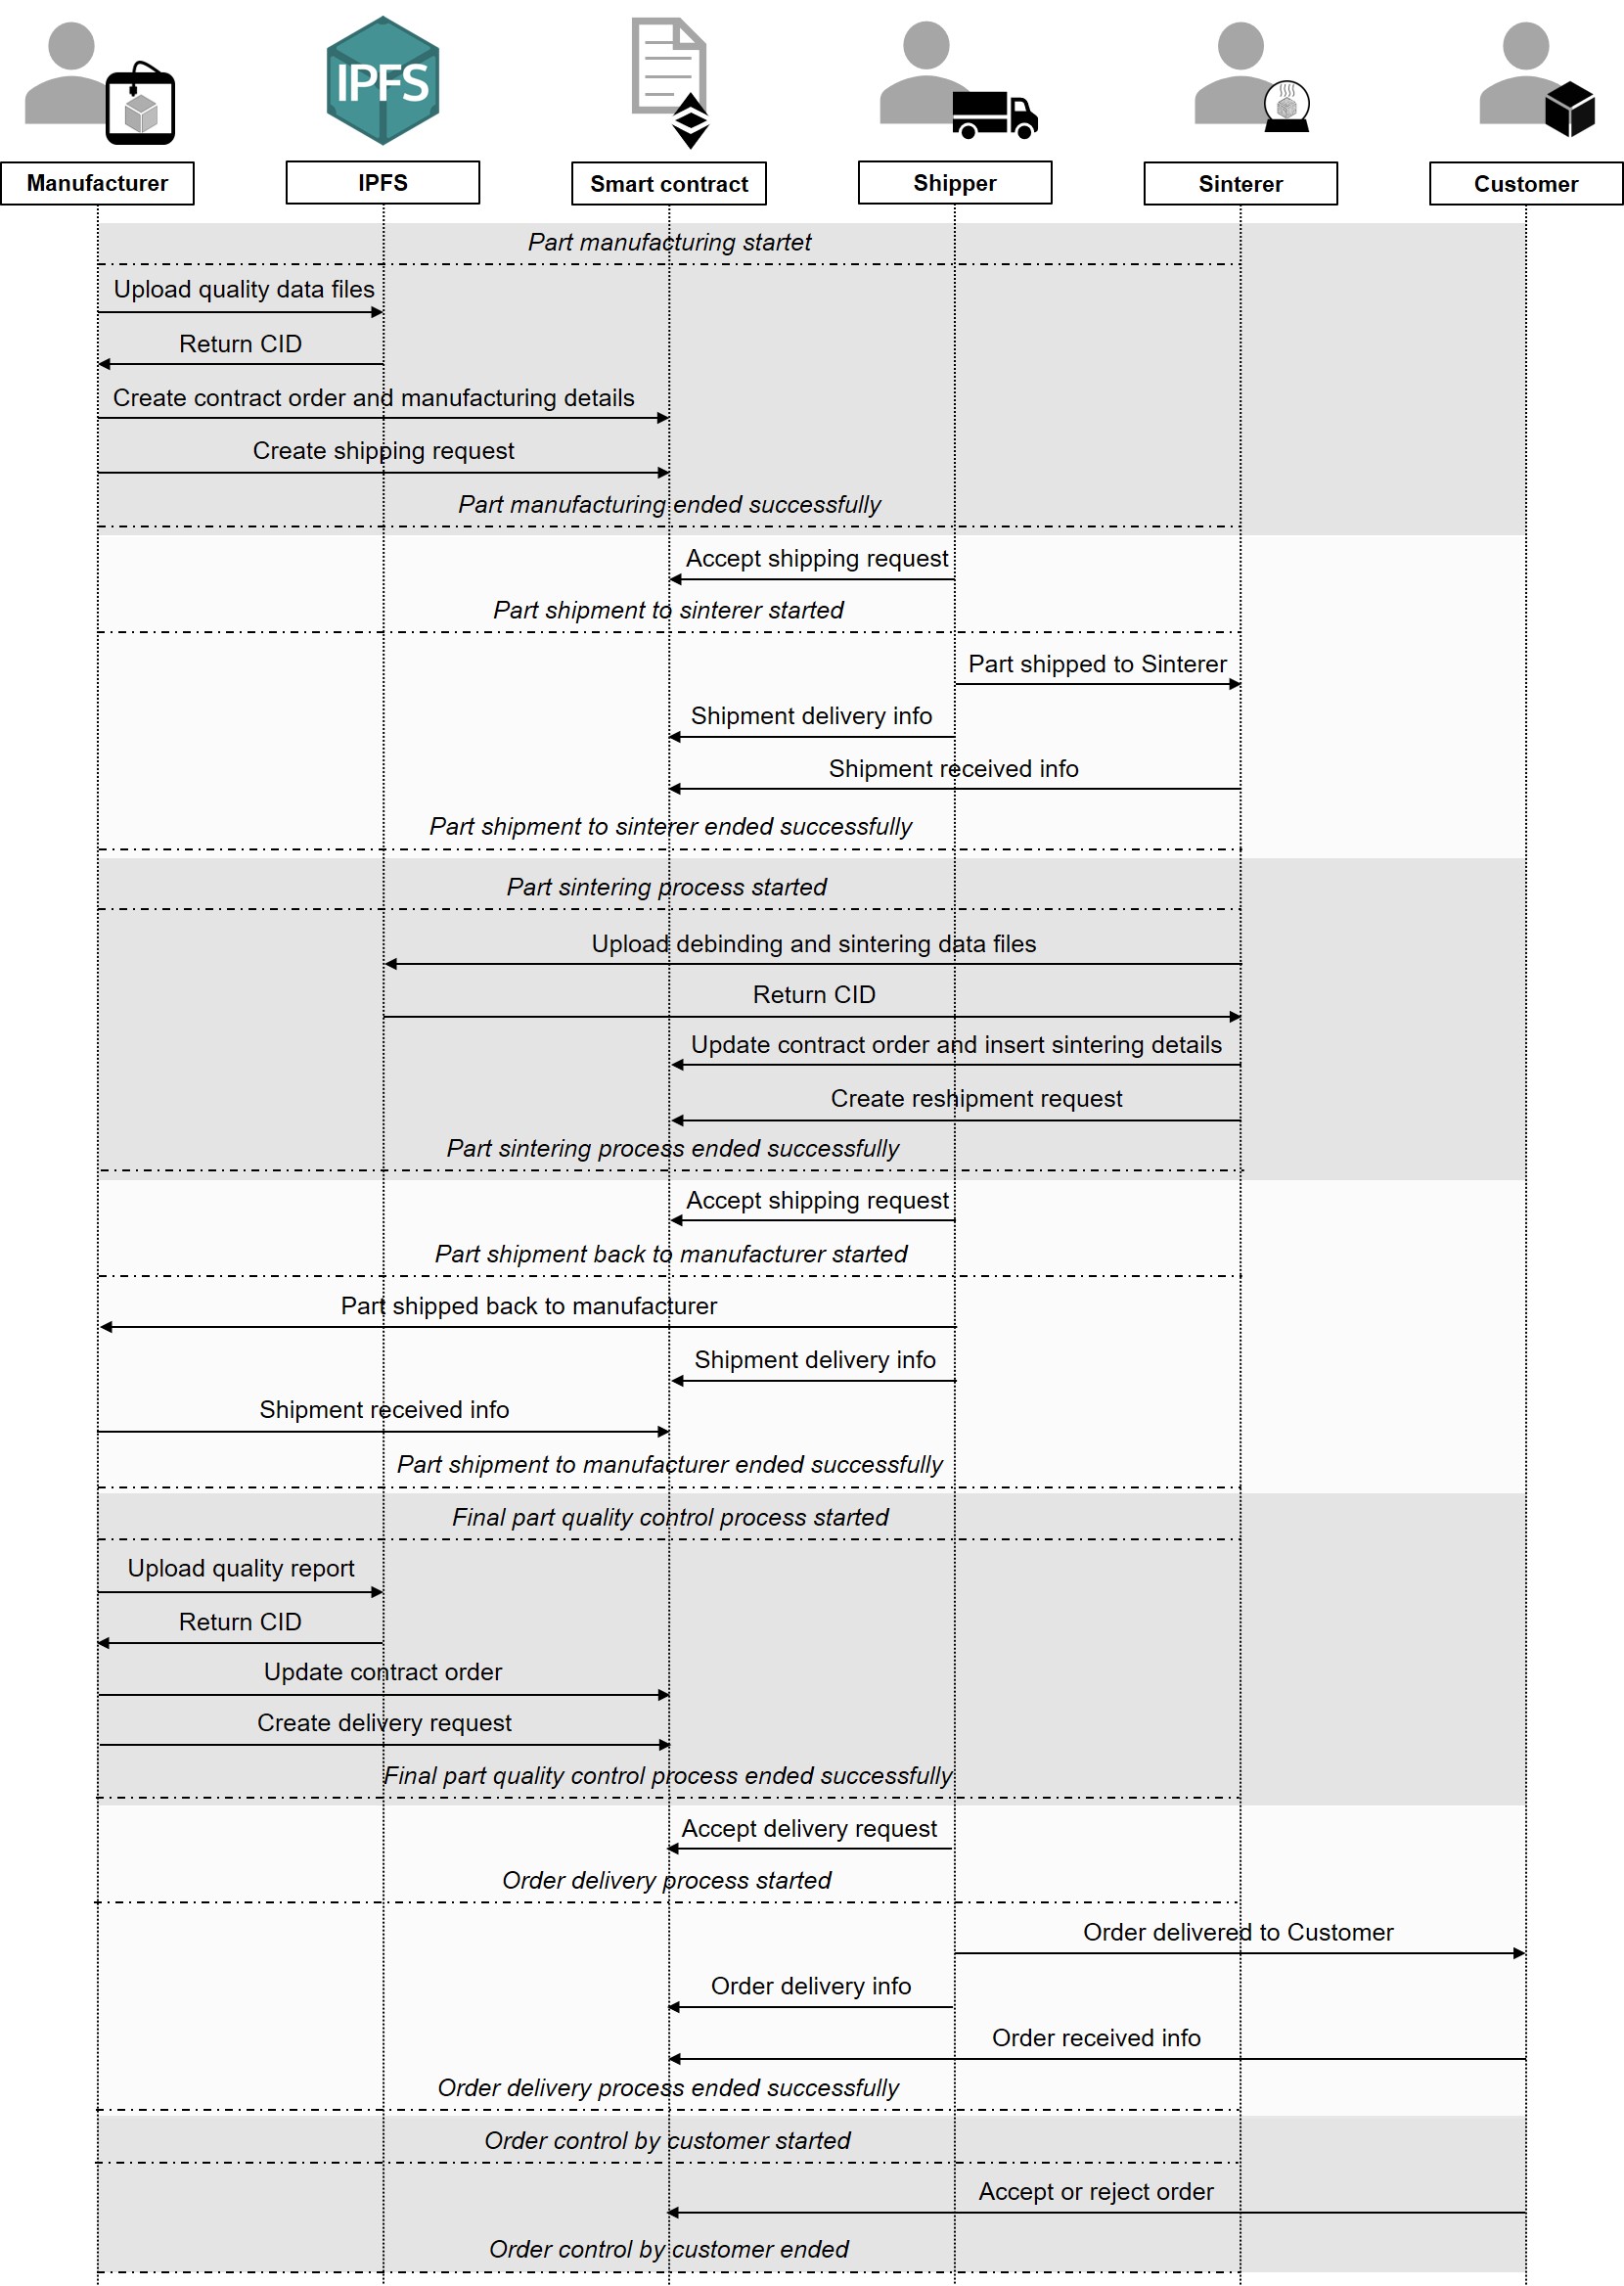 IPFS
Manufacturer
IPFS
Smart contract
Shipper
Sinterer
Customer
Part manufacturing startet
Upload quality data files
Return CID
Create contract order and manufacturing details
Create shipping request
Part manufacturing ended successfully
Accept shipping request
Part shipment to sinterer started
Part shipped to Sinterer
Shipment delivery info
Shipment received info
Part shipment to sinterer ended successfully
Part sintering process started
Upload debinding and sintering data files
Return CID
Update contract order and insert sintering details
Create reshipment request
Part sintering process ended successfully
Accept shipping request
Part shipment back to manufacturer started
Part shipped back to manufacturer
Shipment delivery info
Shipment received info
Part shipment to manufacturer ended successfully
Final part quality control process started
Upload quality report
Return CID
Update contract order
Create delivery request
Final part quality control process ended successfully
Accept delivery request
Order delivery process started
Order delivered to Customer
Order delivery info
Order received info
Order delivery process ended successfully
Order control by customer started
Accept or reject order
Order control by customer ended